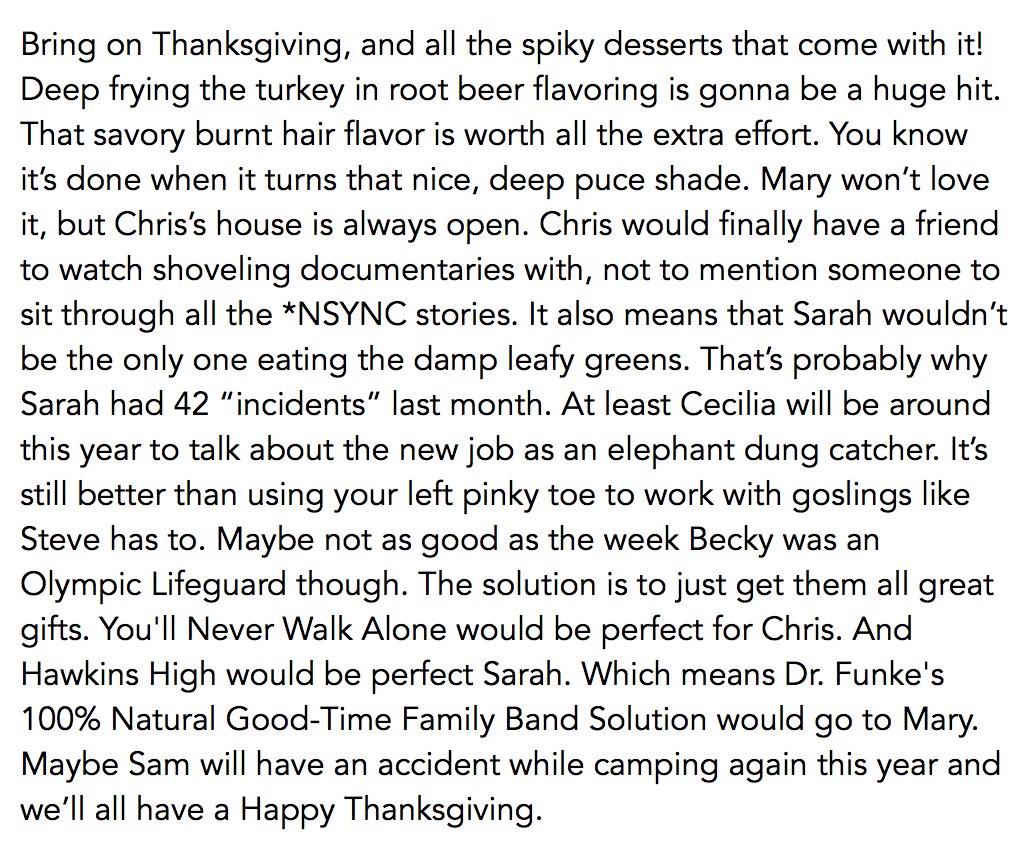 Bring on Thanksgiving, and all the spiky desserts that come with it!
Deep frying the turkey in root beer flavoring is gonna be a huge hit.
That savory burnt hair flavor is worth all the extra effort. You know
it’s done when it turns that nice, deep puce shade. Mary won’t love
it, but Chris’s house is always open. Chris would finally have a friend
to watch shoveling documentaries with, not to mention someone to
sit through all the *NSYNC stories. It also means that Sarah wouldn’t
be the only one eating the damp leafy greens. That’s probably why
Sarah had 42 “incidents” last month. At least Cecilia will be around
this year to talk about the new job as an elephant dung catcher. It’s
still better than using your left pinky toe to work with goslings like
Steve has to. Maybe not as good as the week Becky was an
Olympic Lifeguard though. The solution is to just get them all great
gifts. You'll Never Walk Alone would be perfect for Chris. And
Hawkins High would be perfect Sarah. Which means Dr. Funke's
100% Natural Good-Time Family Band Solution would go to Mary.
Maybe Sam will have an accident while camping again this year and
we’ll all have a Happy Thanksgiving.